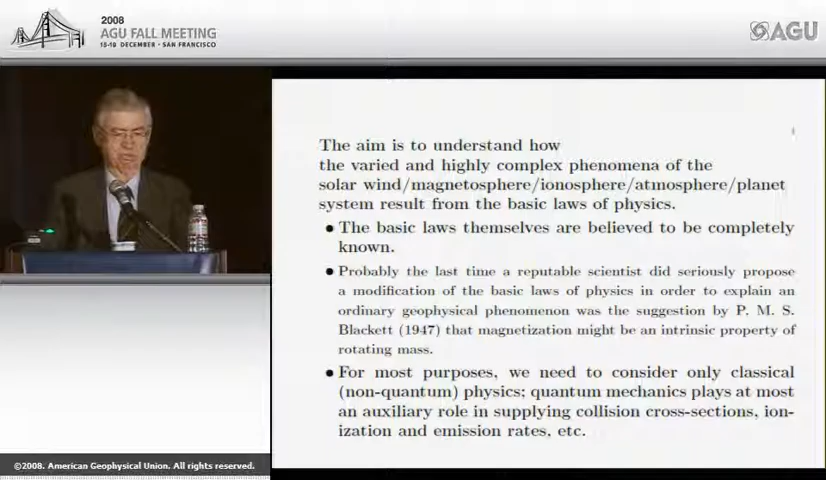 2008
AGU FALL MEETING
15-19 DECEMBER • SAN FRANCISCO
AGU
The aim is to understand how
the varied and highly complex phenomena of the
solar wind/magnetosphere/ionosphere/atmosphere/planet
system result from the basic laws of physics.
• The basic laws themselves are believed to be completely
known.
• Probably the last time a reputable scientist did seriously propose
a modification of the basic laws of physics in order to explain an
ordinary geophysical phenomenon was the suggestion by P. M. S.
Blackett (1947) that magnetization might be an intrinsic property of
rotating mass.
• For most purposes, we need to consider only classical
(non-quantum) physics; quantum mechanics plays at most
an auxiliary role in supplying collision cross-sections, ion-
ization and emission rates, etc.
©2008. American Geophysical Union. All rights reserved.